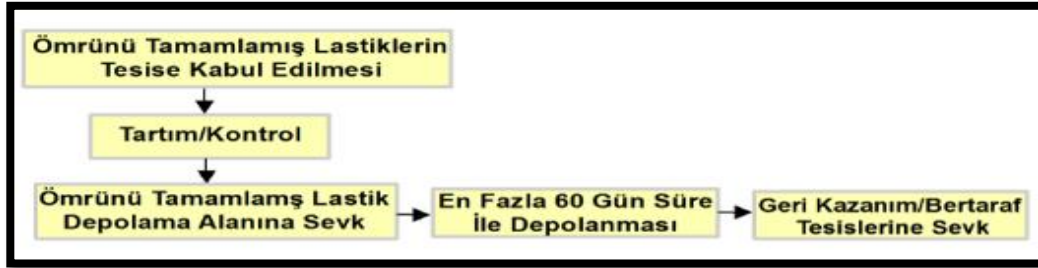 Ömrünü Tamamlamış Lastiklerin
Tesise Kabul Edilmesi
Tartım/Kontrol
Ömrünü Tamamlamş Lastik
Depolama Alanına Sevk
En Fazla 60 Gün Süre
İle Depolanması
Geri Kazanım/Bertaraf
Tesislerine Sevk